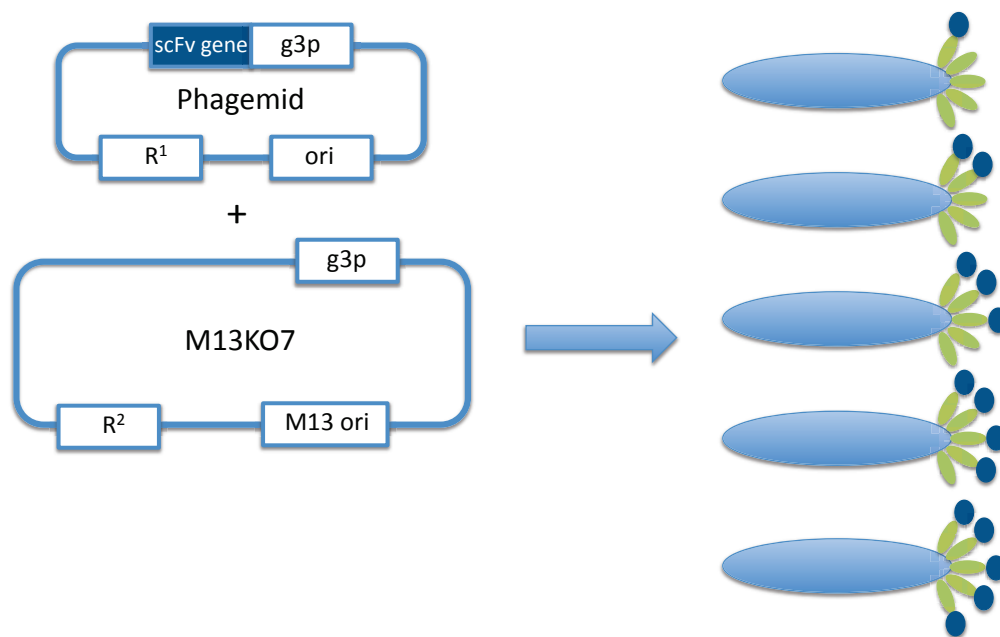 scFv gene g3p
Phagemid
R¹ ori
+
g3p
M13KO7
R² M13 ori